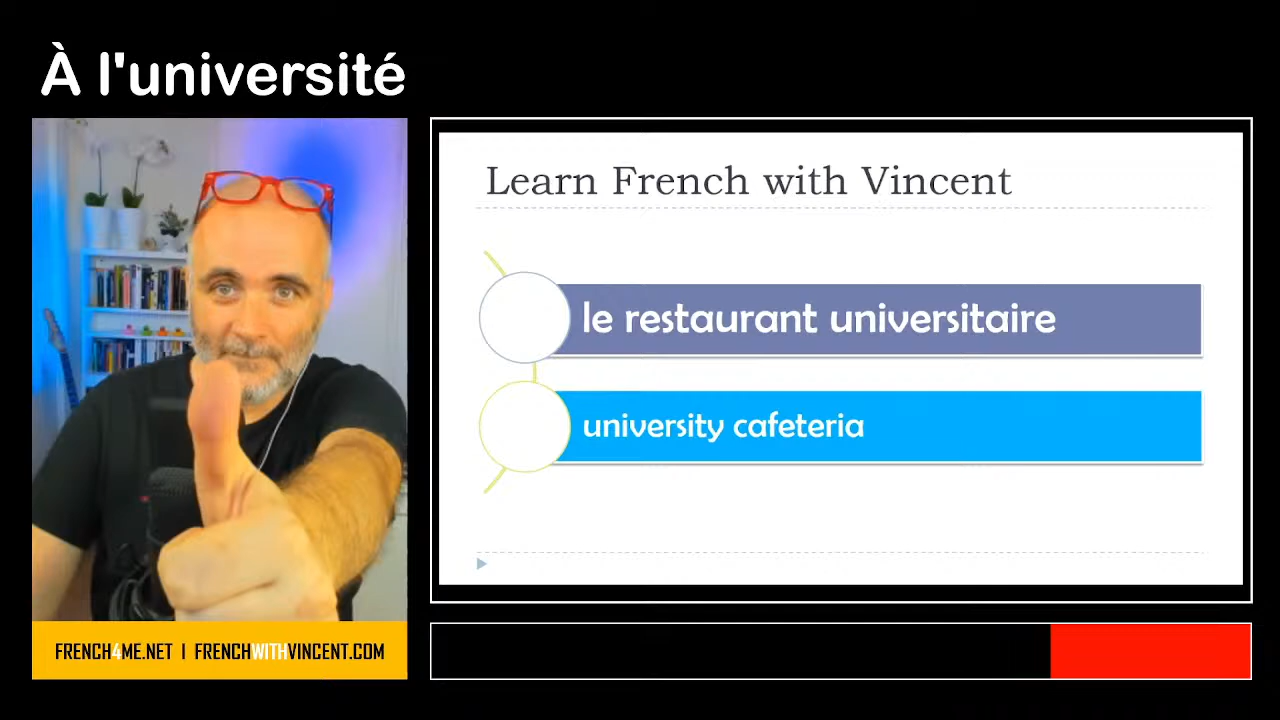 À l'université
Learn French with Vincent
le restaurant universitaire
university cafeteria
FRENCH4ME.NET I FRENCHWITHVINCENT.COM